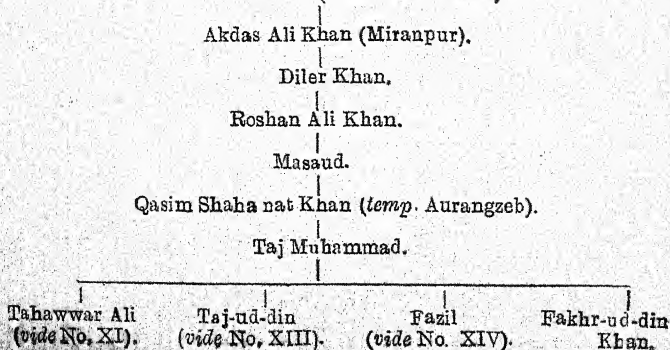 Akdas Ali Khan (Miranpur).
Diler Khan.
Roshan Ali Khan.
Masaud.
Qasim Shaha nat Khan (temp. Aurangzeb).
Taj Muhammad.
Tahawwar Ali (vide No. XI).
Taj-ud-din (vide No. XIII).
Fazil (vide No. XIV).
Fakhr-ud-din Khan.